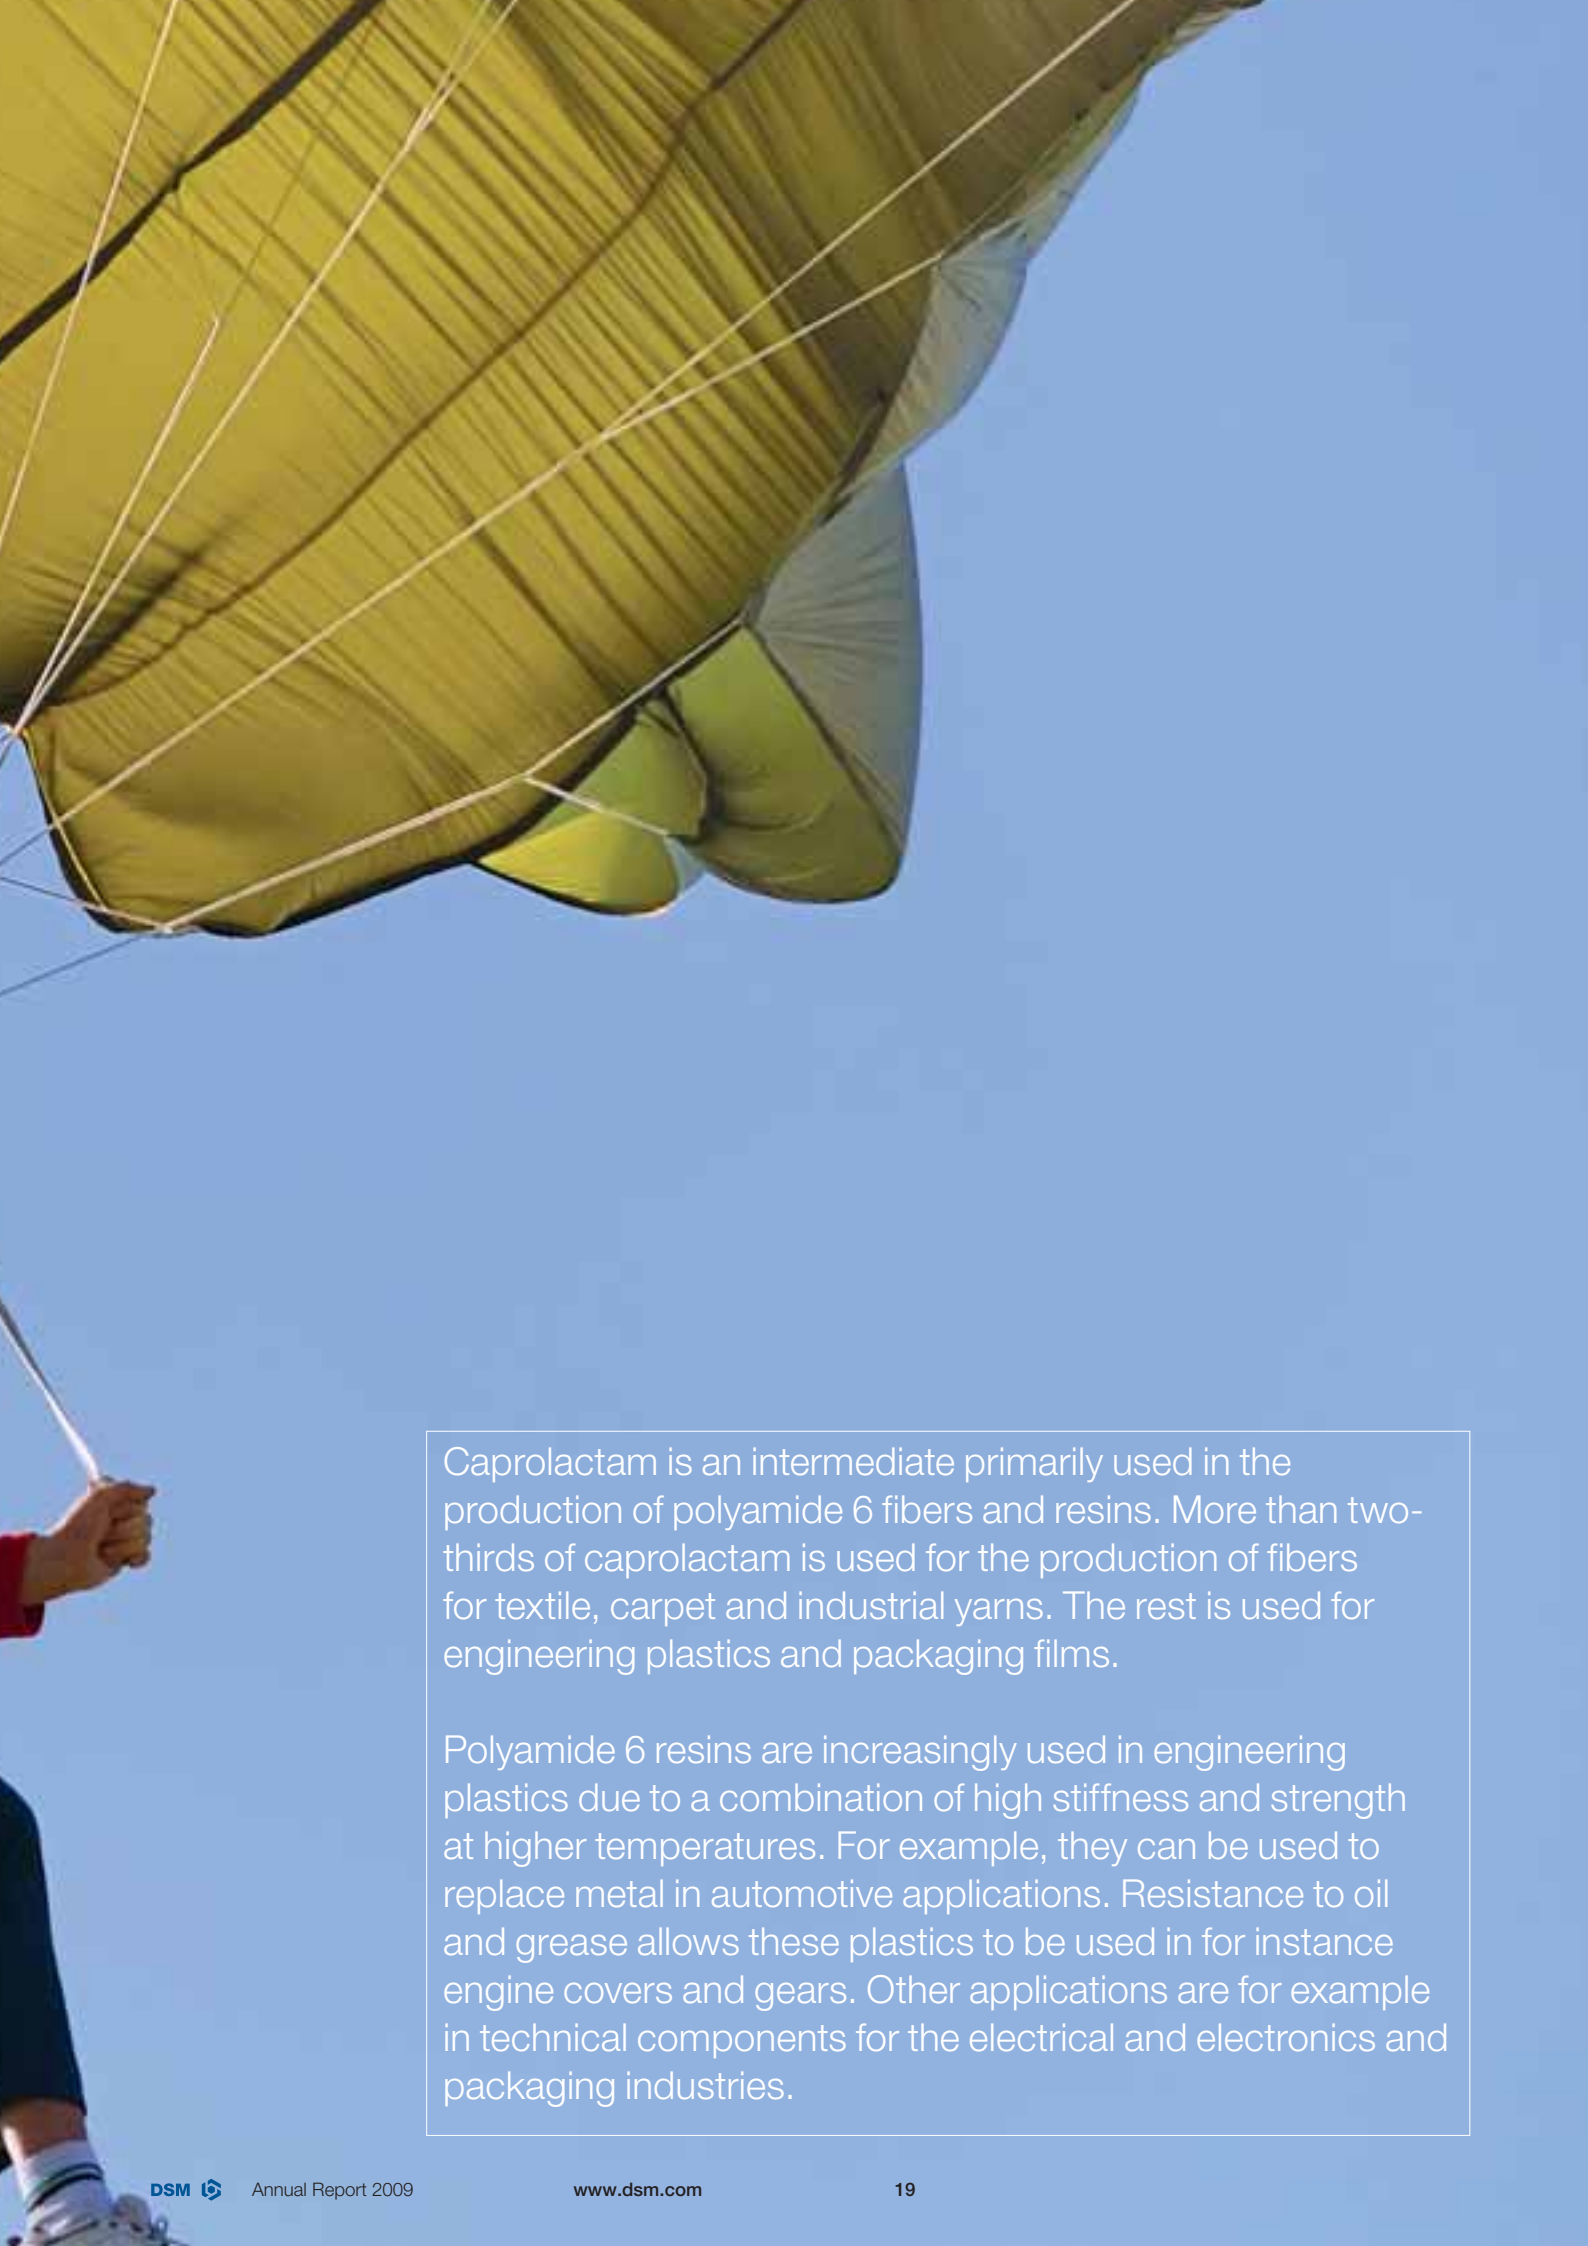 Caprolactam is an intermediate primarily used in the
production of polyamide 6 fibers and resins. More than two-
thirds of caprolactam is used for the production of fibers
for textile, carpet and industrial yarns. The rest is used for
engineering plastics and packaging films.
Polyamide 6 resins are increasingly used in engineering
plastics due to a combination of high stiffness and strength
at higher temperatures. For example, they can be used to
replace metal in automotive applications. Resistance to oil
and grease allows these plastics to be used in for instance
engine covers and gears. Other applications are for example
in technical components for the electrical and electronics and
packaging industries.
DSM Annual Report 2009 www.dsm.com 19